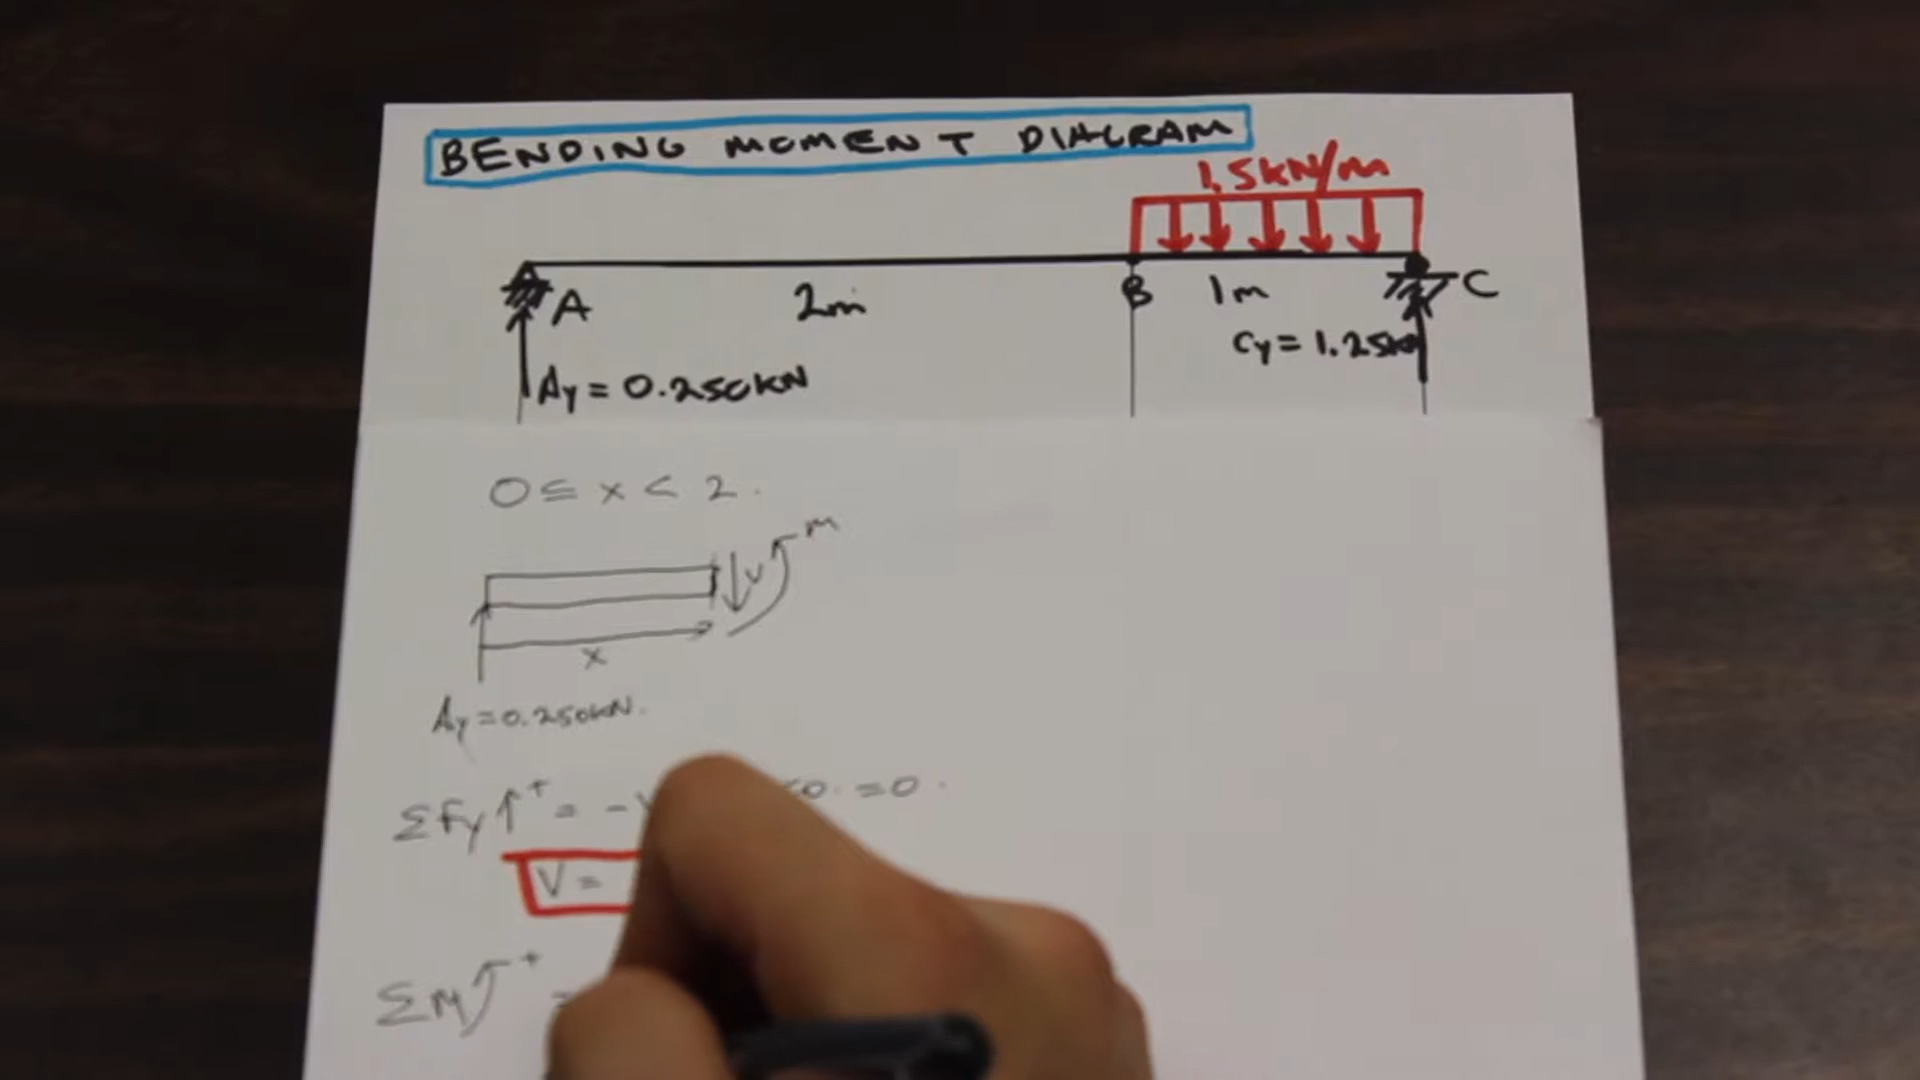 BENDING MOMENT DIAGRAM
1.5kN/m
A
2m
B
1m
C
Cy = 1.25kN
Ay = 0.250kN
0 ≤ x < 2.
V
M
x
Ay = 0.250kN.
ΣFy ↑+ = -V =0.
V =
ΣM +
=